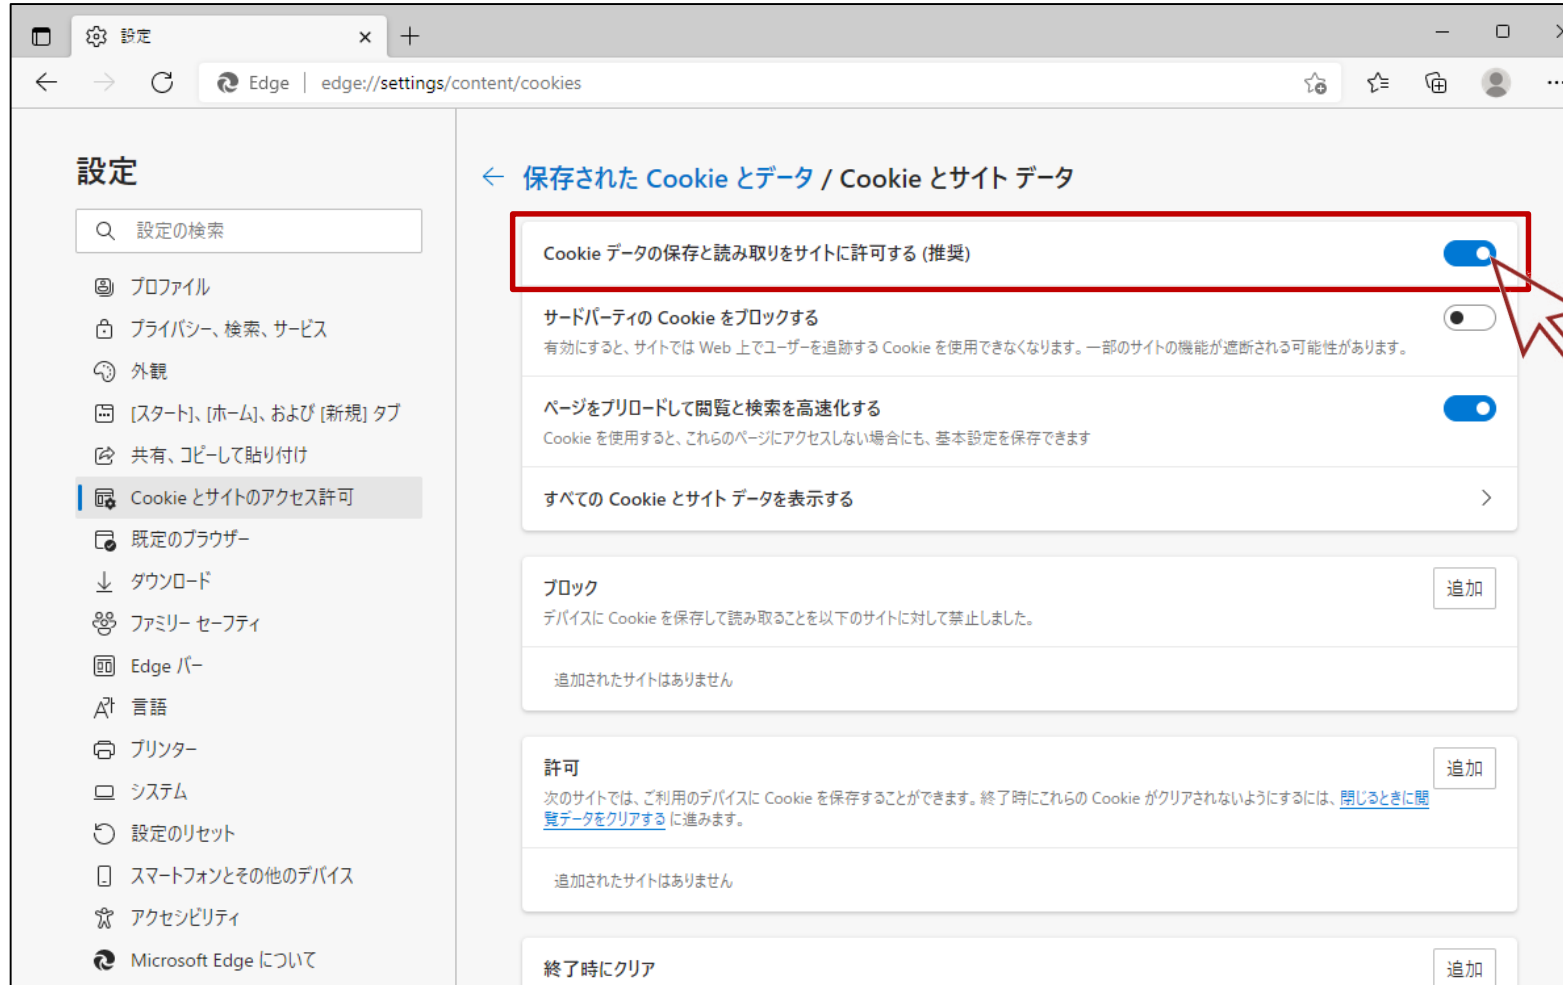 設定
Edge
edge://settings/content/cookies
設定
設定の検索
プロファイル
プライバシー、検索、サービス
外観
[スタート]、[ホーム]、および [新規] タブ
共有、コピーして貼り付け
Cookie とサイトのアクセス許可
既定のブラウザー
ダウンロード
ファミリー セーフティ
Edge バー
言語
プリンター
システム
設定のリセット
スマートフォンとその他のデバイス
アクセシビリティ
Microsoft Edge について
保存された Cookie とデータ / Cookie とサイト データ
Cookie データの保存と読み取りをサイトに許可する (推奨)
サードパーティの Cookie をブロックする
有効にすると、サイトでは Web 上でユーザーを追跡する Cookie を使用できなくなります。一部のサイトの機能が遮断される可能性があります。
ページをプリロードして閲覧と検索を高速化する
Cookie を使用すると、これらのページにアクセスしない場合にも、基本設定を保存できます
すべての Cookie とサイト データを表示する
ブロック
追加
デバイスに Cookie を保存して読み取ることを以下のサイトに対して禁止しました。
追加されたサイトはありません
許可
追加
次のサイトでは、ご利用のデバイスに Cookie を保存することができます。終了時にこれらの Cookie がクリアされないようにするには、閉じるときに閲
覧データをクリアする に進みます。
追加されたサイトはありません
終了時にクリア
追加